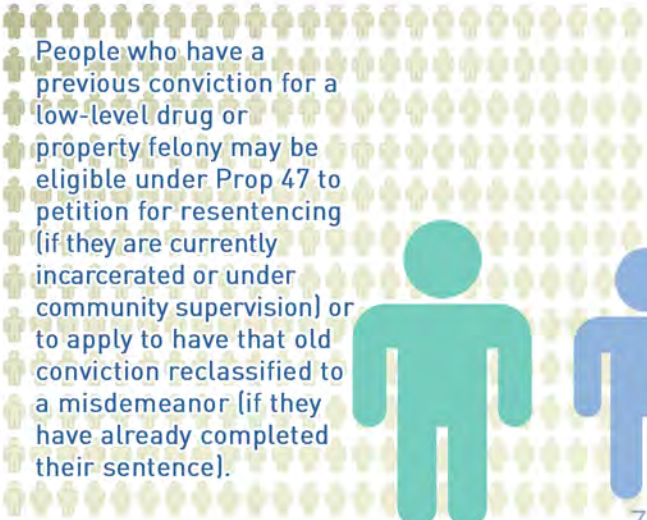 People who have a
previous conviction for a
low-level drug or
property felony may be
eligible under Prop 47 to
petition for resentencing
(if they are currently
incarcerated or under
community supervision) or
to apply to have that old
conviction reclassified to
a misdemeanor (if they
have already completed
their sentence).
7